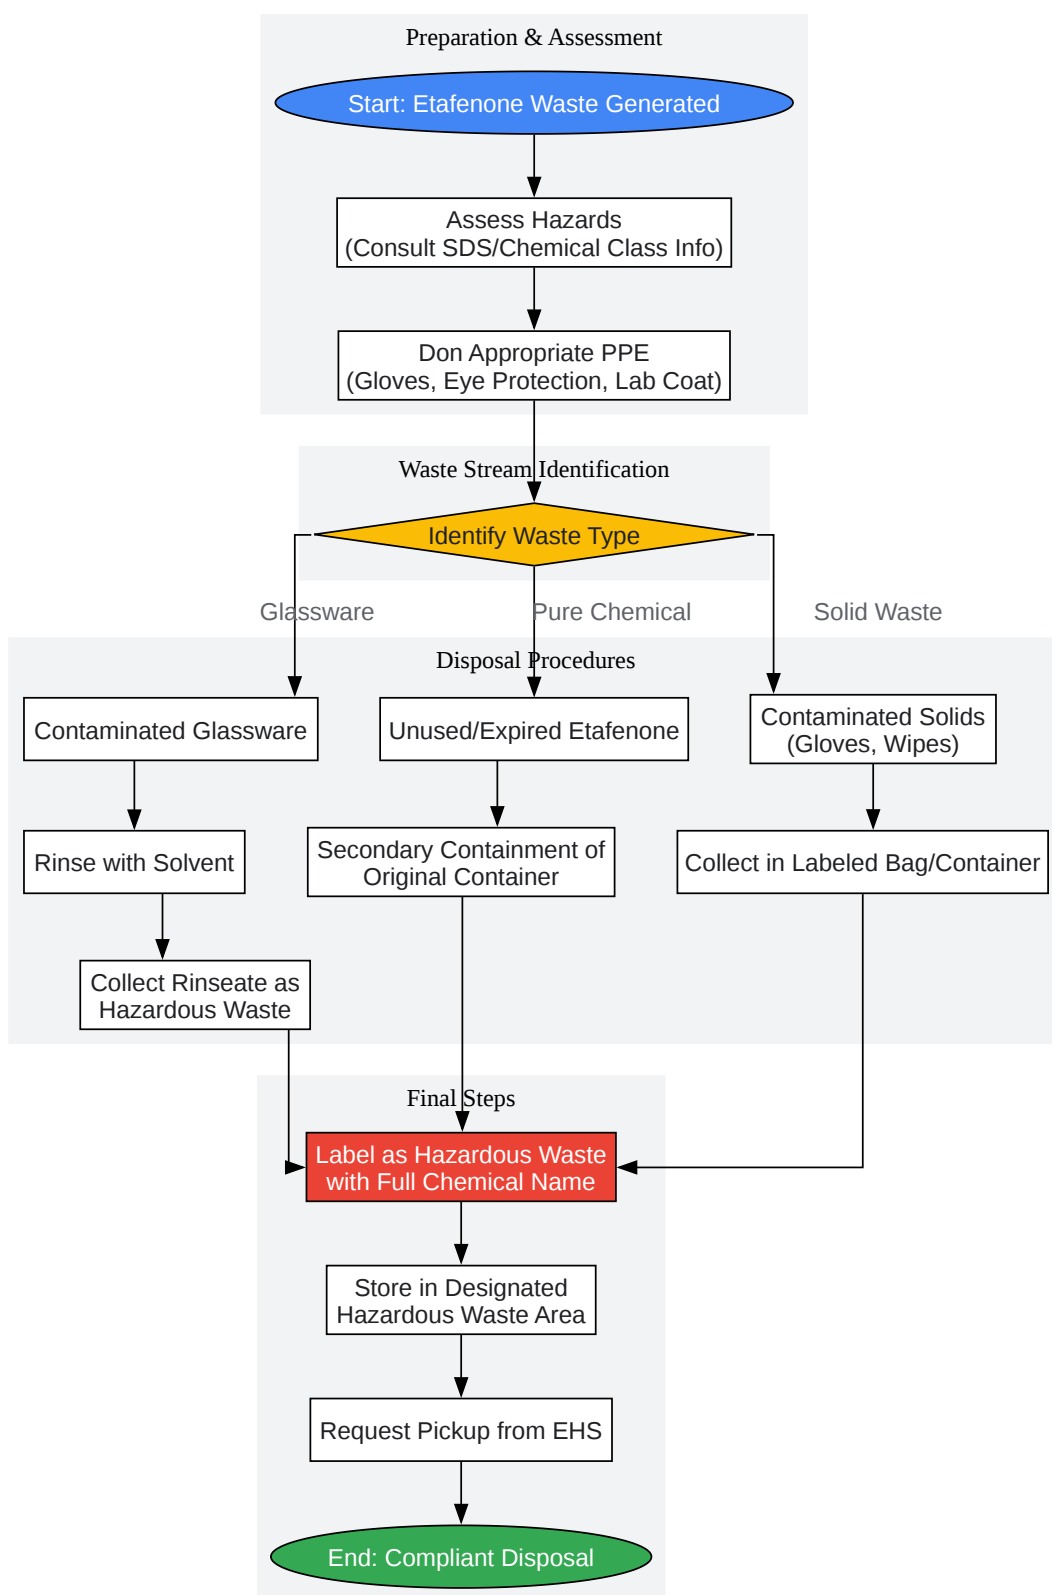 Preparation & Assessment
Start: Etafenone Waste Generated
Assess Hazards
(Consult SDS/Chemical Class Info)
Don Appropriate PPE
(Gloves, Eye Protection, Lab Coat)
Waste Stream Identification
Identify Waste Type
Glassware
Pure Chemical
Solid Waste
Disposal Procedures
Contaminated Glassware
Unused/Expired Etafenone
Contaminated Solids
(Gloves, Wipes)
Rinse with Solvent
Secondary Containment of
Original Container
Collect in Labeled Bag/Container
Collect Rinseate as
Hazardous Waste
Final Steps
Label as Hazardous Waste
with Full Chemical Name
Store in Designated
Hazardous Waste Area
Request Pickup from EHS
End: Compliant Disposal